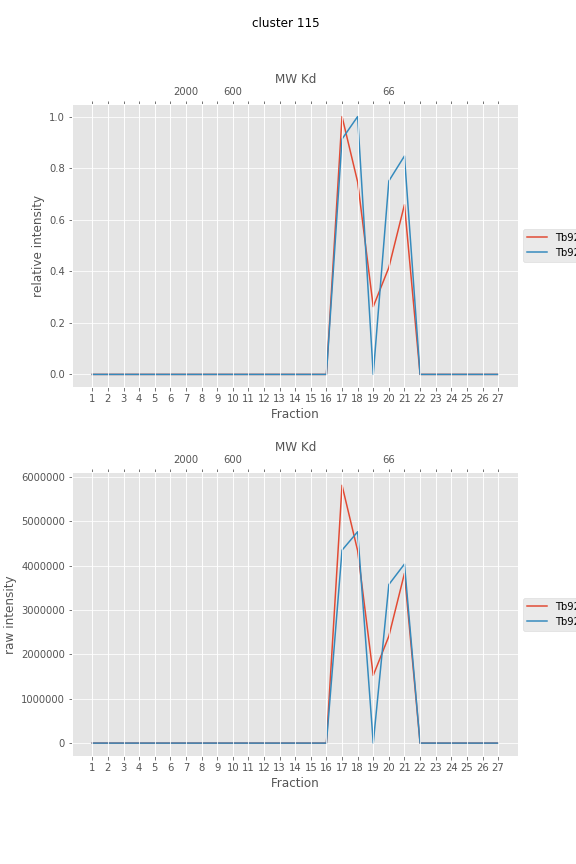 cluster 115
MW Kd
2000 600 66
1.0
0.8
0.6
0.4
0.2
0.0
relative intensity
Tb92
Tb92
1 2 3 4 5 6 7 8 9 10 11 12 13 14 15 16 17 18 19 20 21 22 23 24 25 26 27
Fraction
MW Kd
2000 600 66
6000000
5000000
4000000
3000000
2000000
1000000
0
raw intensity
Tb92
Tb92
1 2 3 4 5 6 7 8 9 10 11 12 13 14 15 16 17 18 19 20 21 22 23 24 25 26 27
Fraction